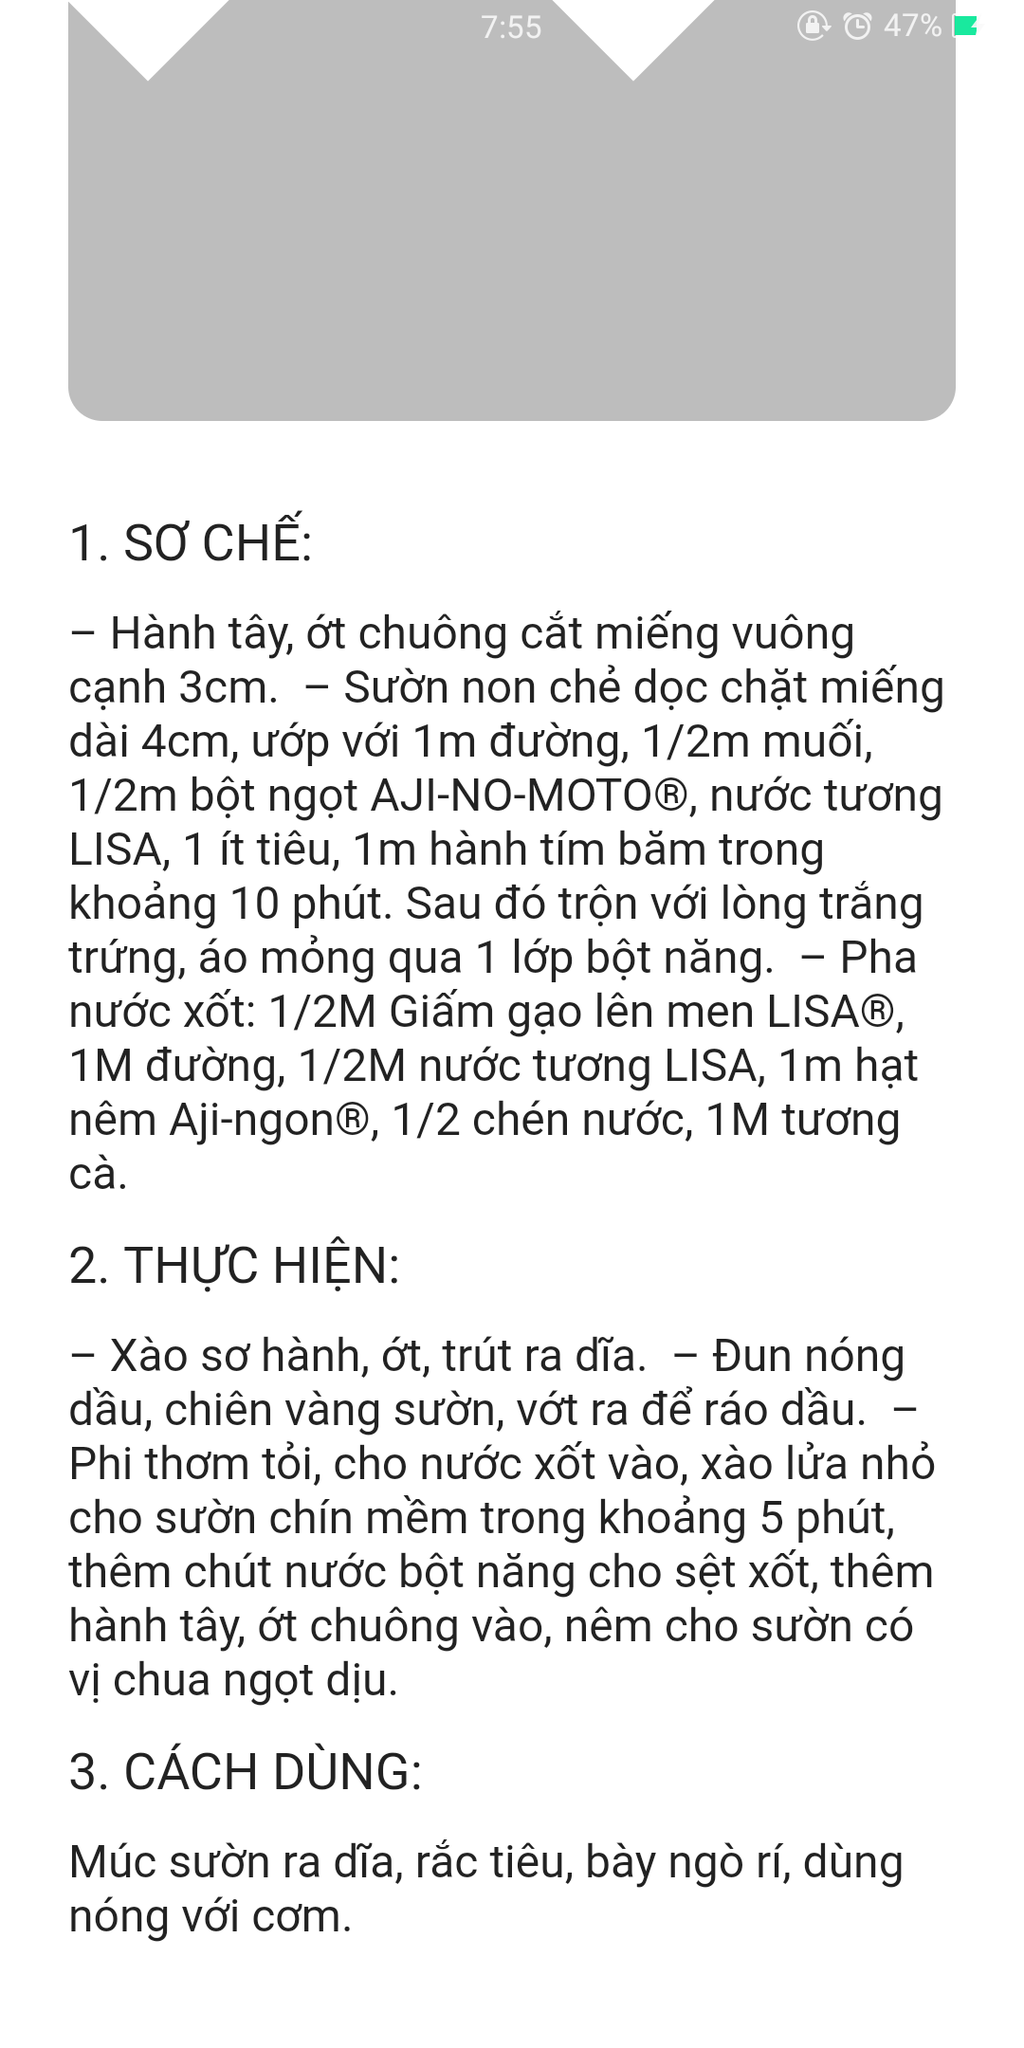 7:55
47%
1. SƠ CHẾ:
– Hành tây, ớt chuông cắt miếng vuông
cạnh 3cm.  – Sườn non chẻ dọc chặt miếng
dài 4cm, ướp với 1m đường, 1/2m muối,
1/2m bột ngọt AJI-NO-MOTO®, nước tương
LISA, 1 ít tiêu, 1m hành tím băm trong
khoảng 10 phút. Sau đó trộn với lòng trắng
trứng, áo mỏng qua 1 lớp bột năng.  – Pha
nước xốt: 1/2M Giấm gạo lên men LISA®,
1M đường, 1/2M nước tương LISA, 1m hạt
nêm Aji-ngon®, 1/2 chén nước, 1M tương
cà.
2. THỰC HIỆN:
– Xào sơ hành, ớt, trút ra dĩa.  – Đun nóng
dầu, chiên vàng sườn, vớt ra để ráo dầu.  –
Phi thơm tỏi, cho nước xốt vào, xào lửa nhỏ
cho sườn chín mềm trong khoảng 5 phút,
thêm chút nước bột năng cho sệt xốt, thêm
hành tây, ớt chuông vào, nêm cho sườn có
vị chua ngọt dịu.
3. CÁCH DÙNG:
Múc sườn ra dĩa, rắc tiêu, bày ngò rí, dùng
nóng với cơm.